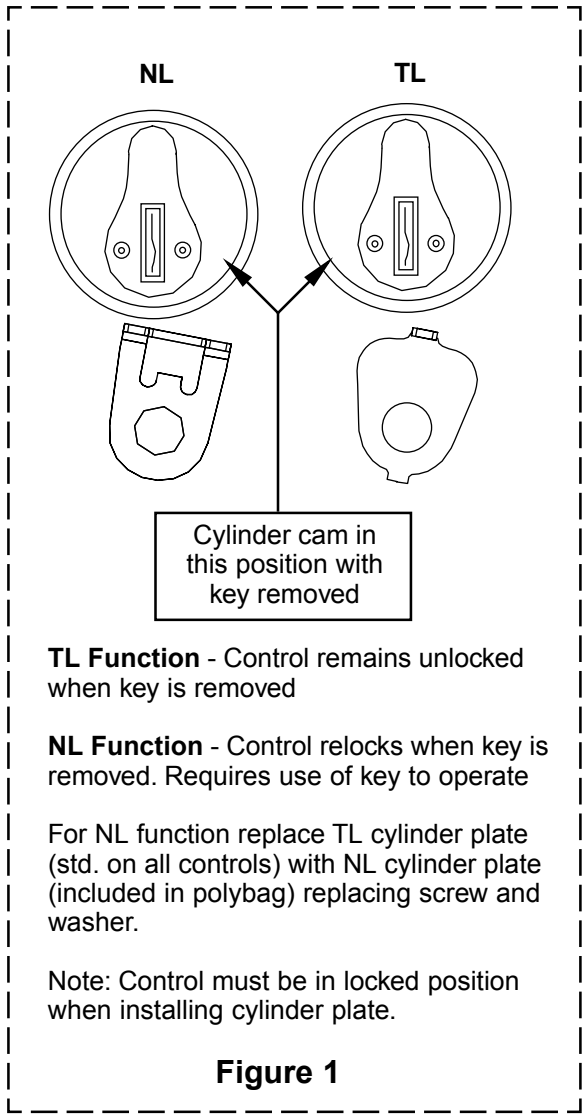 NL TL
Cylinder cam in
this position with
key removed
TL Function - Control remains unlocked
when key is removed
NL Function - Control relocks when key is
removed. Requires use of key to operate
For NL function replace TL cylinder plate
(std. on all controls) with NL cylinder plate
(included in polybag) replacing screw and
washer.
Note: Control must be in locked position
when installing cylinder plate.
Figure 1